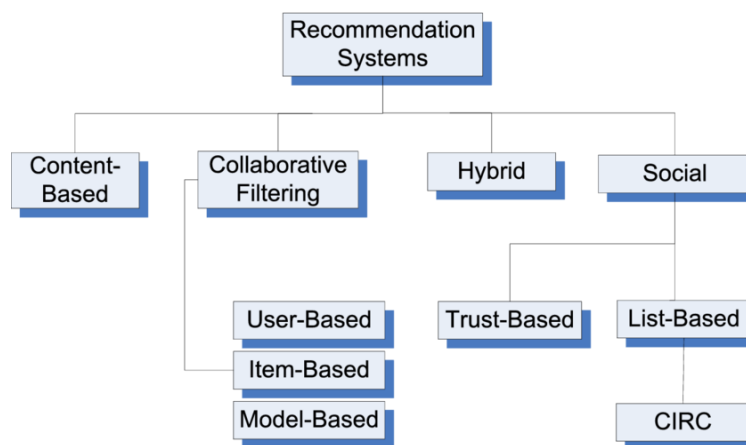 Recommendation
Systems
Content-
Based
Collaborative
Filtering
Hybrid
Social
User-Based
Trust-Based
List-Based
Item-Based
Model-Based
CIRC